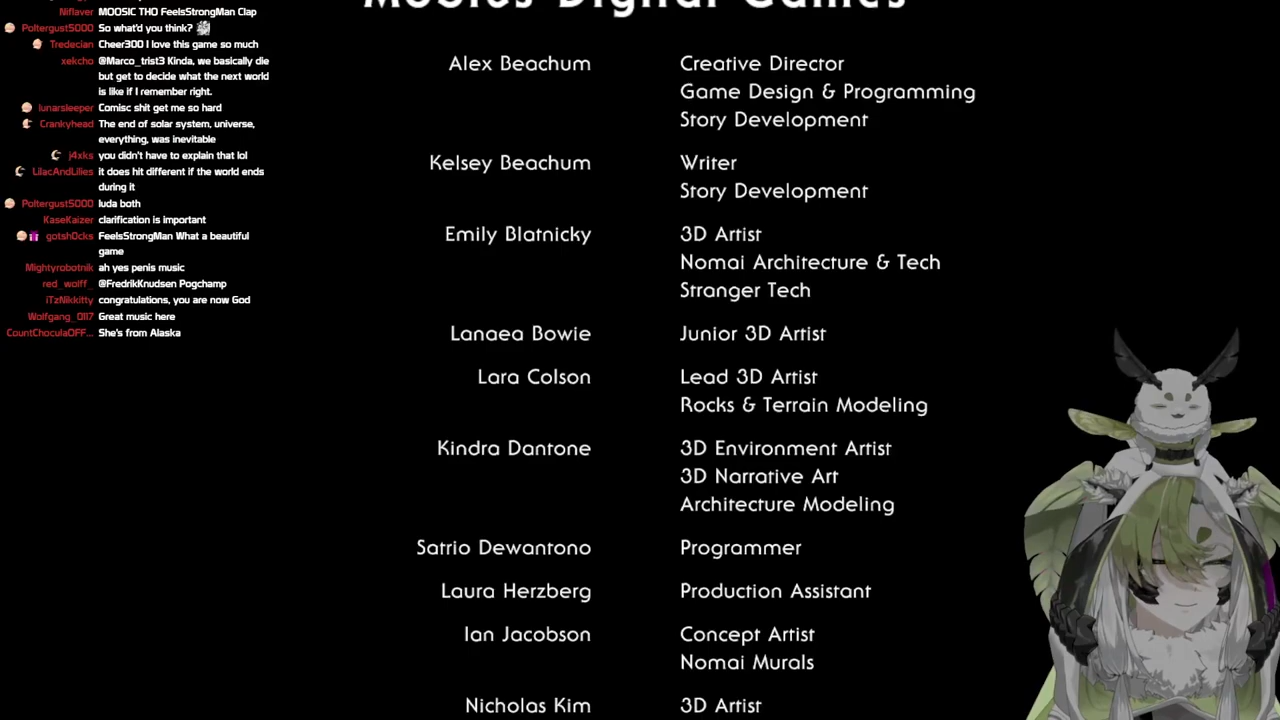 Niflaver MOOSIC THO FeelsStrongMan Clap
Poltergust5000 So what'd you think?
Tredecian Cheer300 I love this game so much
xekcho @Marco_trist3 Kinda, we basically die
but get to decide what the next world
is like if I remember right.
lunarsleeper Comisc shit get me so hard
Crankyhead The end of solar system, universe,
everything, was inevitable
j4xks you didn't have to explain that lol
LilacAndLilies it does hit different if the world ends
during it
Poltergust5000 luda both
KaseKaizer clarification is important
gotsh0cks FeelsStrongMan What a beautiful
game
Mightyrobotnik ah yes penis music
red_wolff_ @FredrikKnudsen Pogchamp
iTzNikkitty congratulations, you are now God
Wolfgang_0117 Great music here
CountChoculaOFF... She's from Alaska
Mobius Digital Games
Alex Beachum Creative Director
Game Design & Programming
Story Development
Kelsey Beachum Writer
Story Development
Emily Blatnicky 3D Artist
Nomai Architecture & Tech
Stranger Tech
Lanaea Bowie Junior 3D Artist
Lara Colson Lead 3D Artist
Rocks & Terrain Modeling
Kindra Dantone 3D Environment Artist
3D Narrative Art
Architecture Modeling
Satrio Dewantono Programmer
Laura Herzberg Production Assistant
Ian Jacobson Concept Artist
Nomai Murals
Nicholas Kim 3D Artist